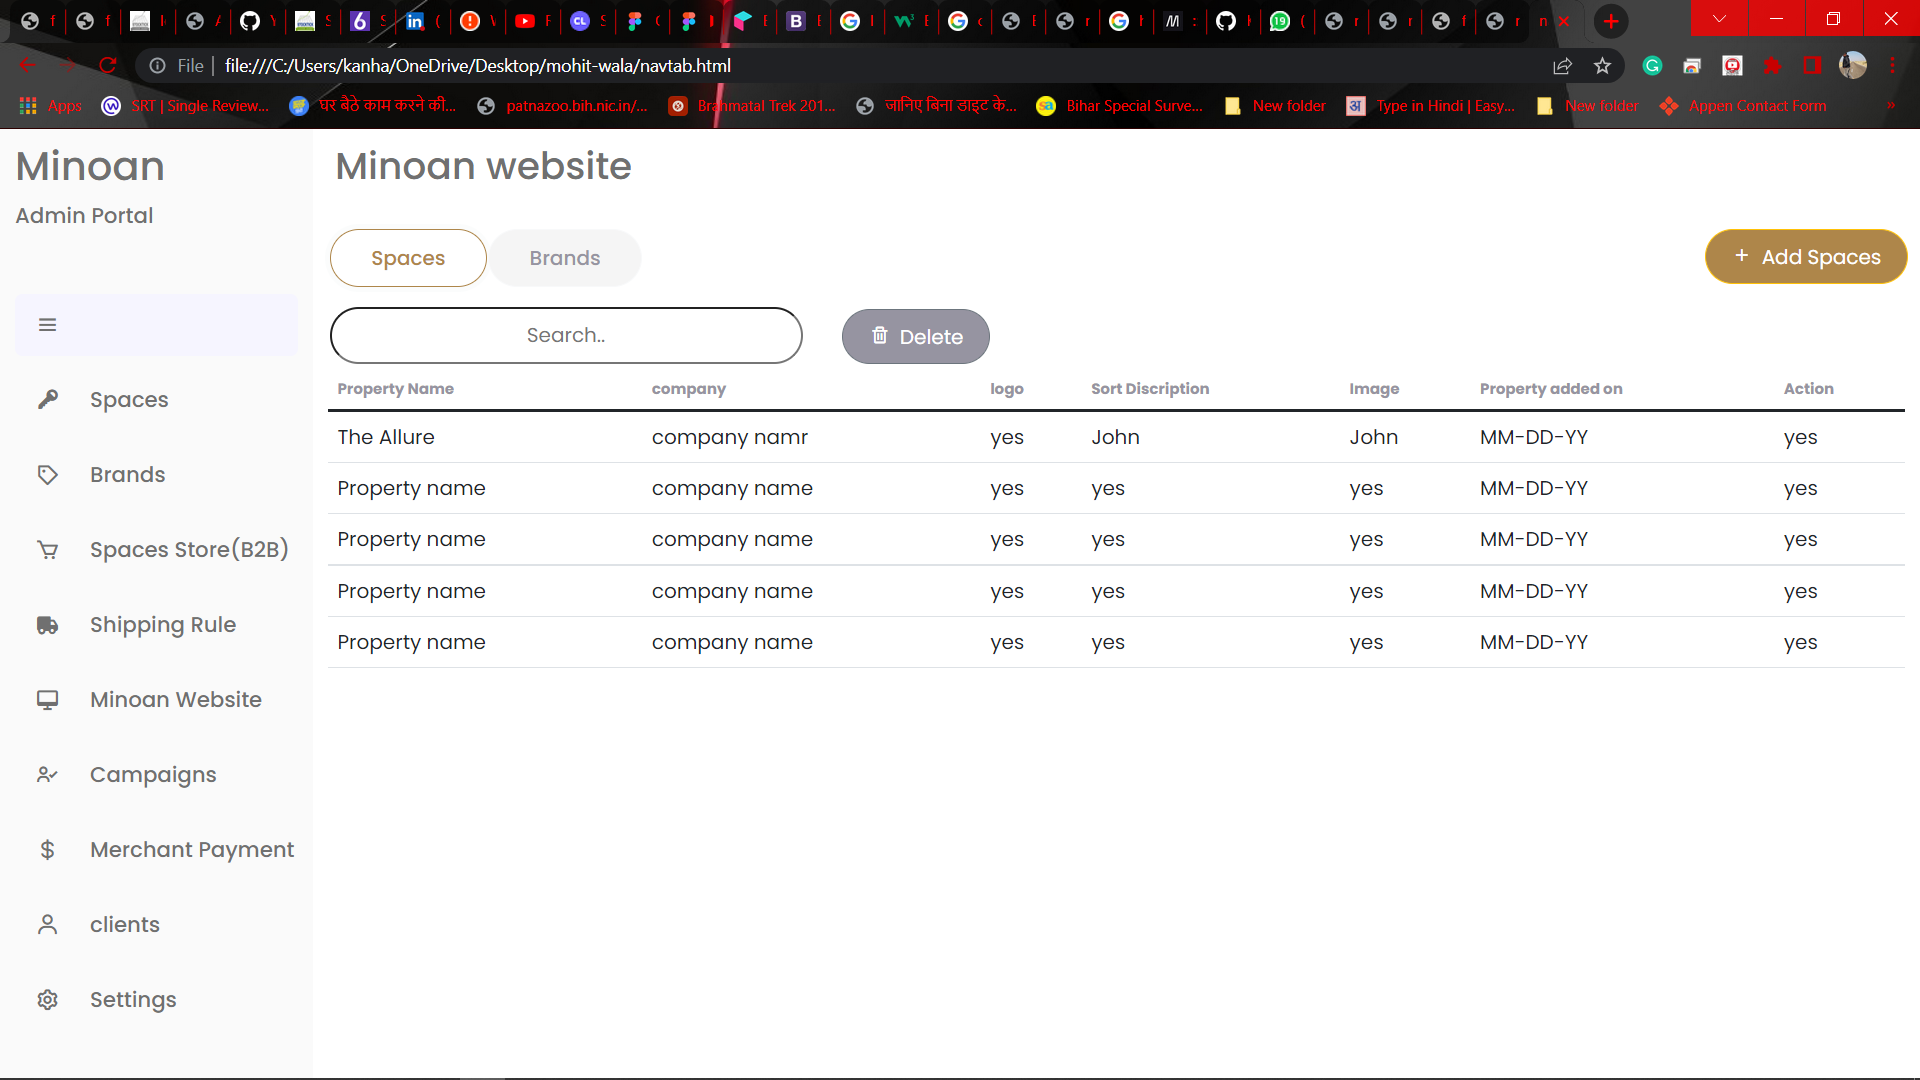 File file:///C:/Users/kanha/OneDrive/Desktop/mohit-wala/navtab.html
Apps SRT | Single Review... घर बैठे काम करने की... patnazoo.bih.nic.in/... Brahmatal Trek 201... जानिए बिना डाइट के... Bihar Special Surve... New folder Type in Hindi | Easy... New folder Appen Contact Form »
Minoan
Admin Portal
Spaces
Brands
Spaces Store(B2B)
Shipping Rule
Minoan Website
Campaigns
Merchant Payment
clients
Settings
Minoan website
Spaces Brands + Add Spaces
Search.. Delete
Property Name company logo Sort Discription Image Property added on Action
The Allure company namr yes John John MM-DD-YY yes
Property name company name yes yes yes MM-DD-YY yes
Property name company name yes yes yes MM-DD-YY yes
Property name company name yes yes yes MM-DD-YY yes
Property name company name yes yes yes MM-DD-YY yes